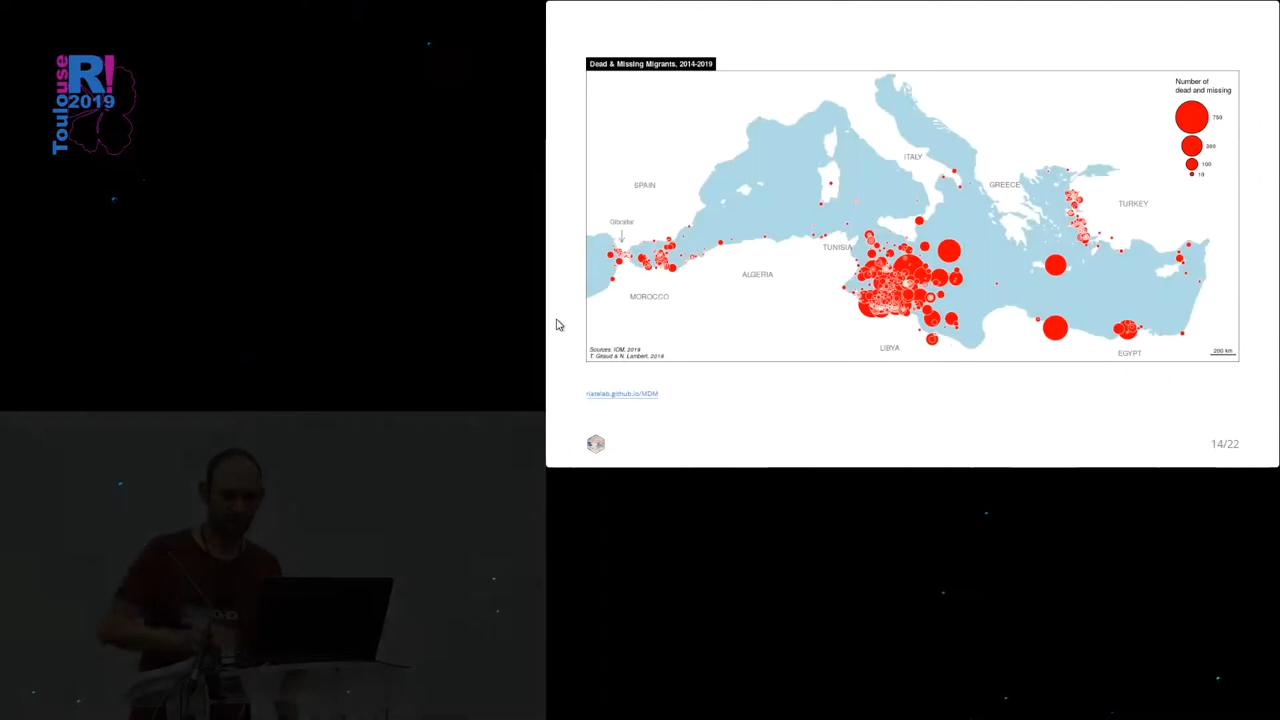 Toulouse
R!
2019
Dead & Missing Migrants, 2014-2019
Number of
dead and missing
750
300
100
10
ITALY
SPAIN
GREECE
TURKEY
Gibraltar
TUNISIA
ALGERIA
MOROCCO
LIBYA
EGYPT
Sources: IOM, 2019
T. Giraud & N. Lambert, 2019
200 km
riatelab.github.io/MDM
14/22